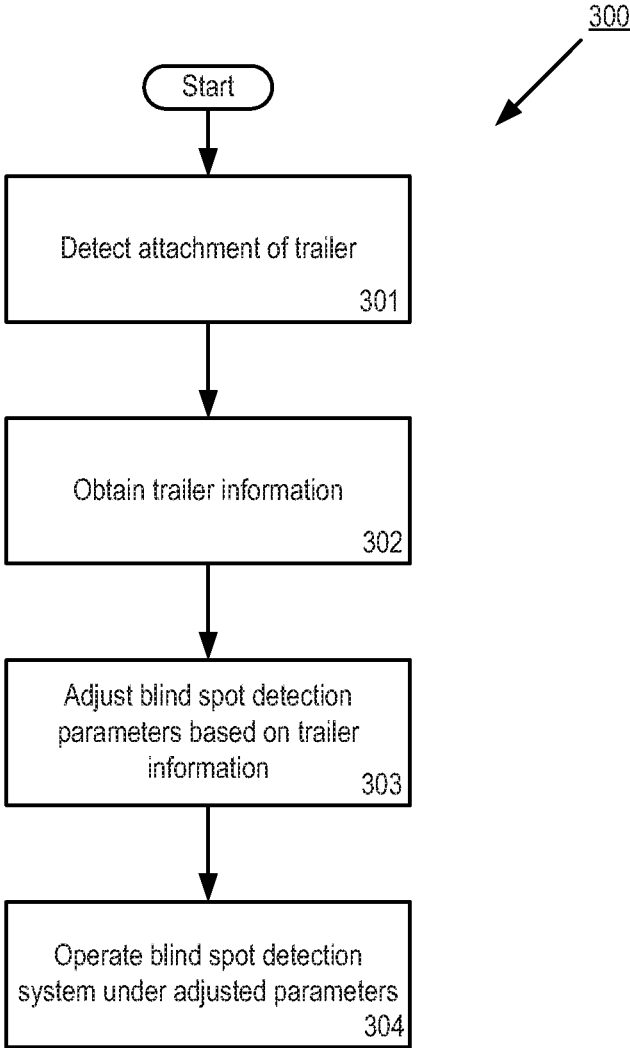 300
Start
Detect attachment of trailer
301
Obtain trailer information
302
Adjust blind spot detection
parameters based on trailer
information
303
Operate blind spot detection
system under adjusted parameters
304